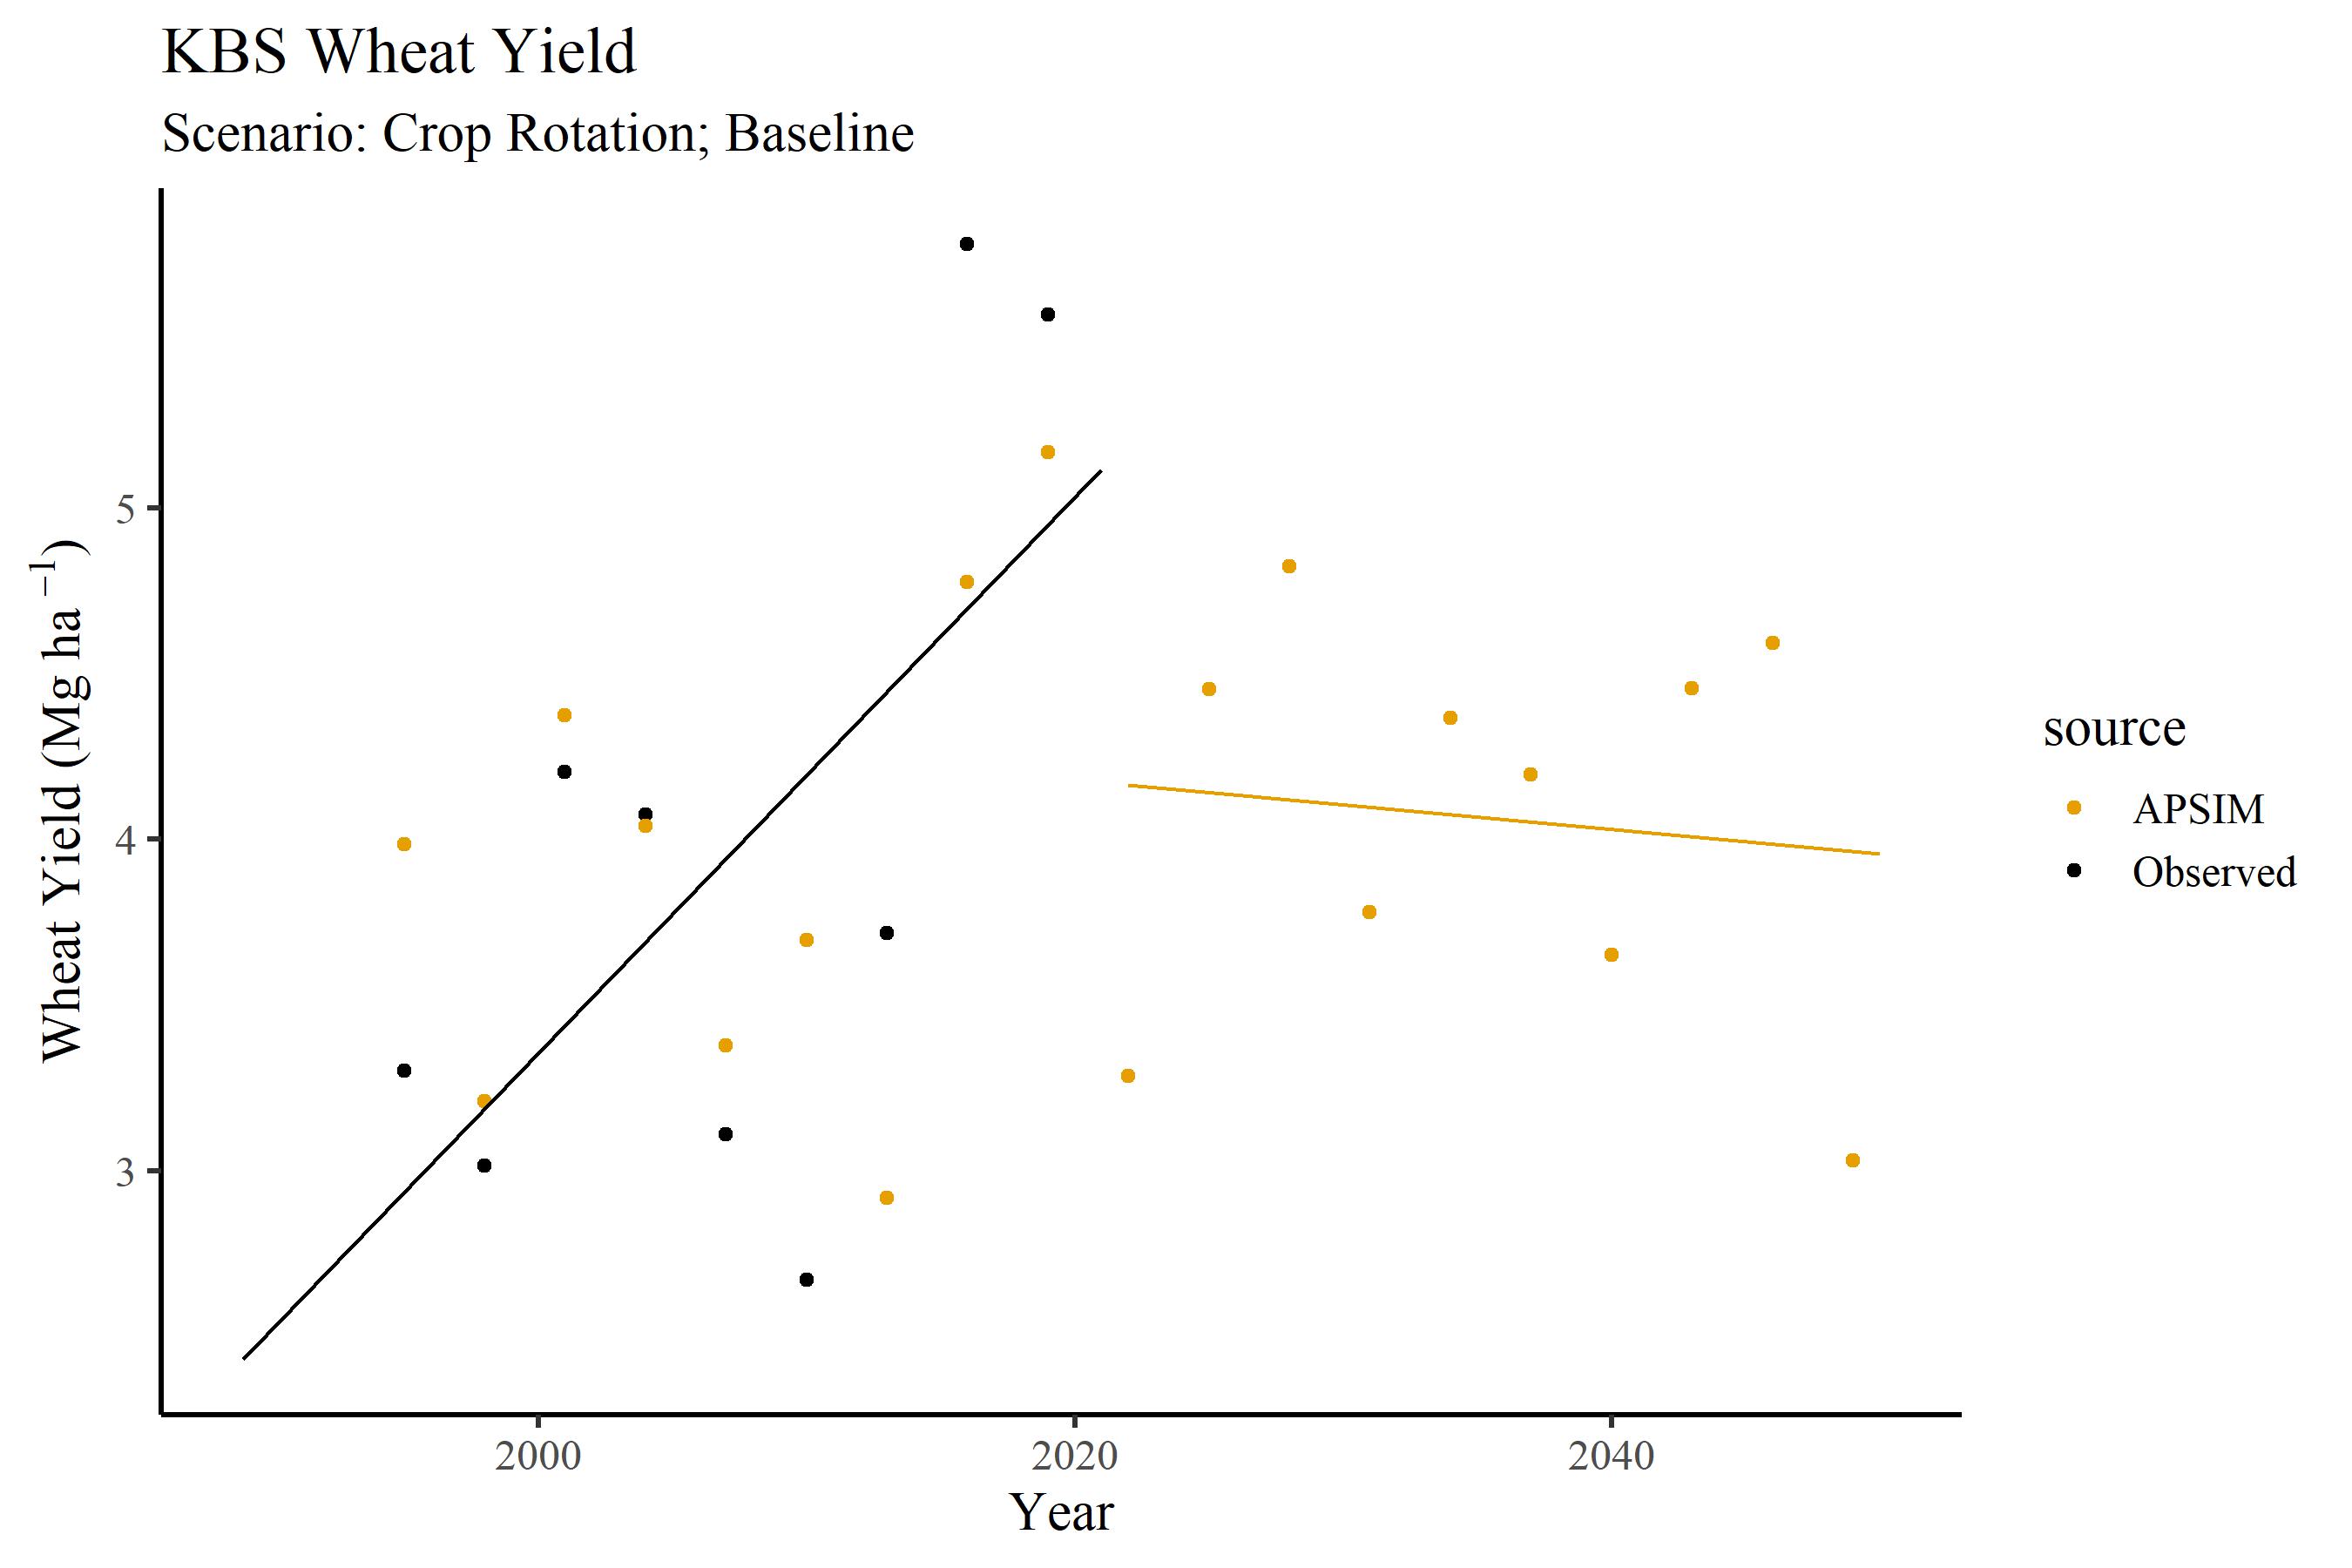 KBS Wheat Yield
Scenario: Crop Rotation; Baseline
Wheat Yield (Mg ha⁻¹)
5
4
3
2000
2020
2040
Year
source
APSIM
Observed